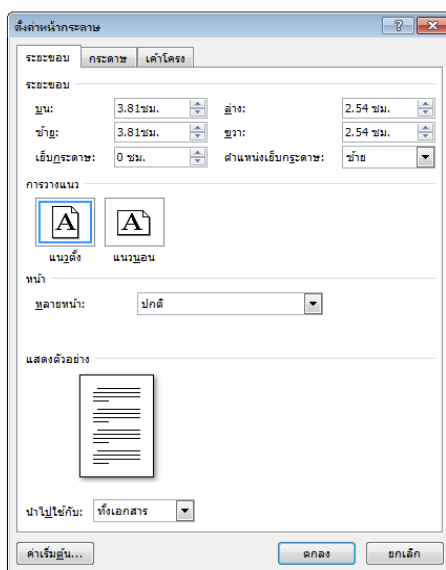 ตั้งค่าหน้ากระดาษ
ระยะขอบ กระดาษ เค้าโครง
ระยะขอบ
บน: 3.81ซม. ล่าง: 2.54 ซม.
ซ้าย: 3.81ซม. ขวา: 2.54 ซม.
เย็บกระดาษ: 0 ซม. ตำแหน่งเย็บกระดาษ: ซ้าย
การวางแนว
A A
แนวตั้ง แนวนอน
หน้า
หลายหน้า: ปกติ
แสดงตัวอย่าง
นำไปใช้กับ: ทั้งเอกสาร
ค่าเริ่มต้น... ตกลง ยกเลิก